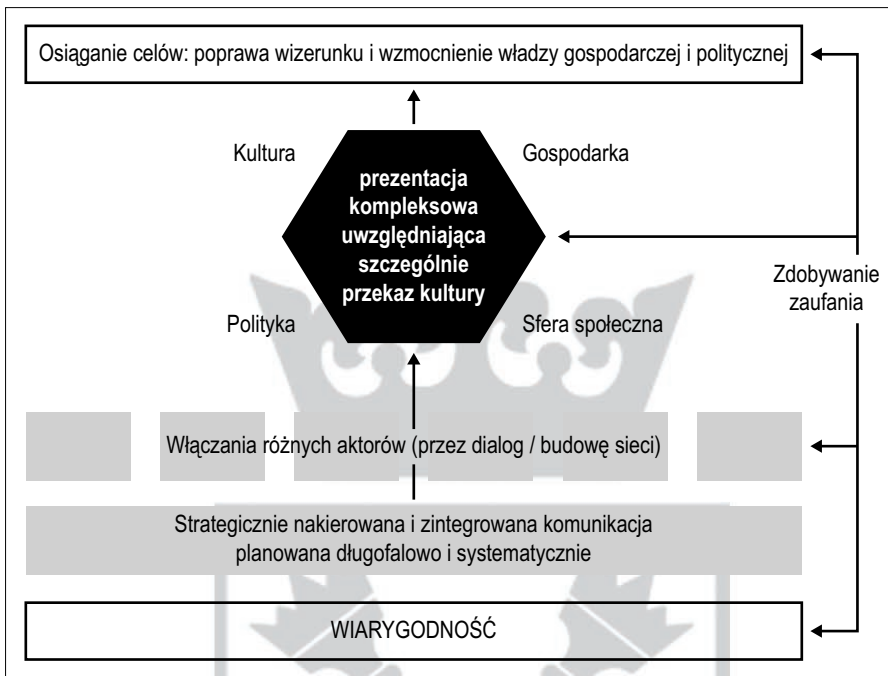 Osiąganie celów: poprawa wizerunku i wzmocnienie władzy gospodarczej i politycznej
Kultura
Gospodarka
prezentacja
kompleksowa
uwzględniająca
szczególnie
przekaz kultury
Zdobywanie
zaufania
Polityka
Sfera społeczna
Włączania różnych aktorów (przez dialog / budowę sieci)
Strategicznie nakierowana i zintegrowana komunikacja
planowana długofalowo i systematycznie
WIARYGODNOŚĆ